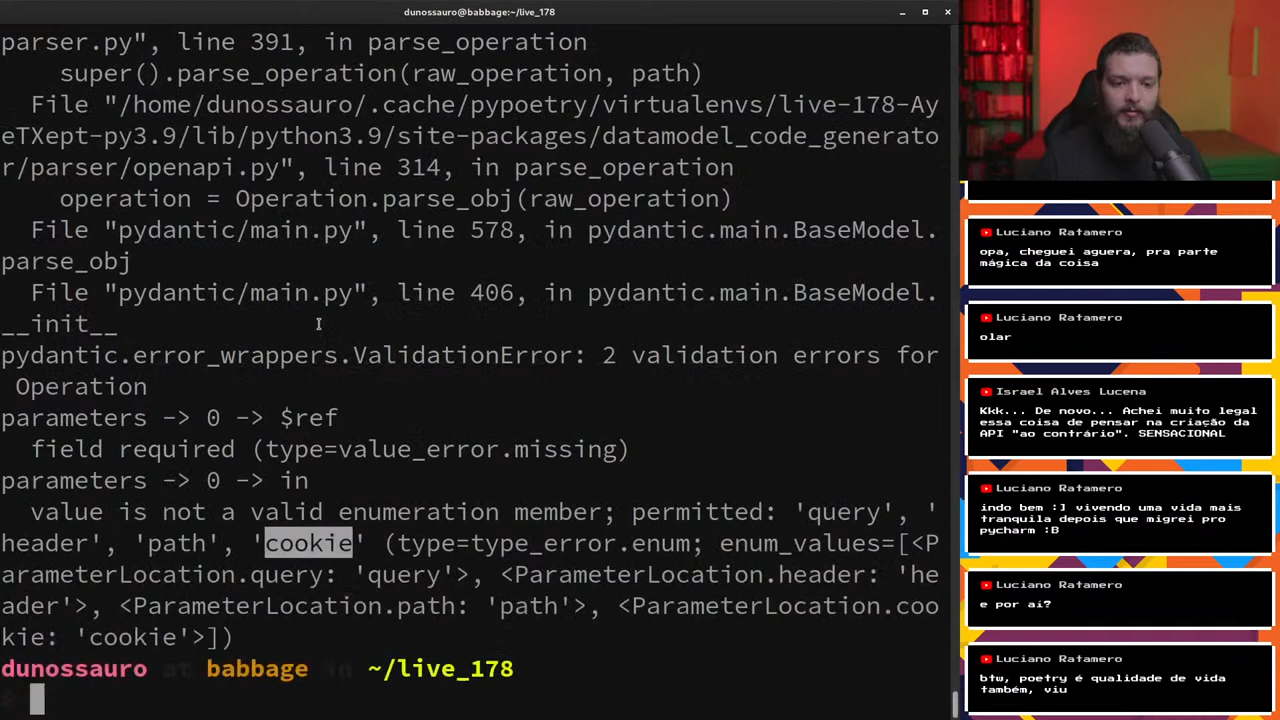 dunossauro@babbage:~/live_178
parser.py", line 391, in parse_operation
super().parse_operation(raw_operation, path)
File "/home/dunossauro/.cache/pypoetry/virtualenvs/live-178-Ay
eTXept-py3.9/lib/python3.9/site-packages/datamodel_code_generato
r/parser/openapi.py", line 314, in parse_operation
operation = Operation.parse_obj(raw_operation)
File "pydantic/main.py", line 578, in pydantic.main.BaseModel.
parse_obj
File "pydantic/main.py", line 406, in pydantic.main.BaseModel.
__init__
pydantic.error_wrappers.ValidationError: 2 validation errors for
Operation
parameters -> 0 -> $ref
field required (type=value_error.missing)
parameters -> 0 -> in
value is not a valid enumeration member; permitted: 'query', '
header', 'path', 'cookie' (type=type_error.enum; enum_values=[<P
arameterLocation.query: 'query'>, <ParameterLocation.header: 'he
ader'>, <ParameterLocation.path: 'path'>, <ParameterLocation.coo
kie: 'cookie'>])
dunossauro at babbage in ~/live_178
$
Luciano Ratamero
opa, cheguei aguera, pra parte
mágica da coisa
Luciano Ratamero
olar
Israel Alves Lucena
Kkk... De novo... Achei muito legal
essa coisa de pensar na criação da
API "ao contrário". SENSACIONAL
Luciano Ratamero
indo bem :] vivendo uma vida mais
tranquila depois que migrei pro
pycharm :B
Luciano Ratamero
e por aí?
Luciano Ratamero
btw, poetry é qualidade de vida
também, viu